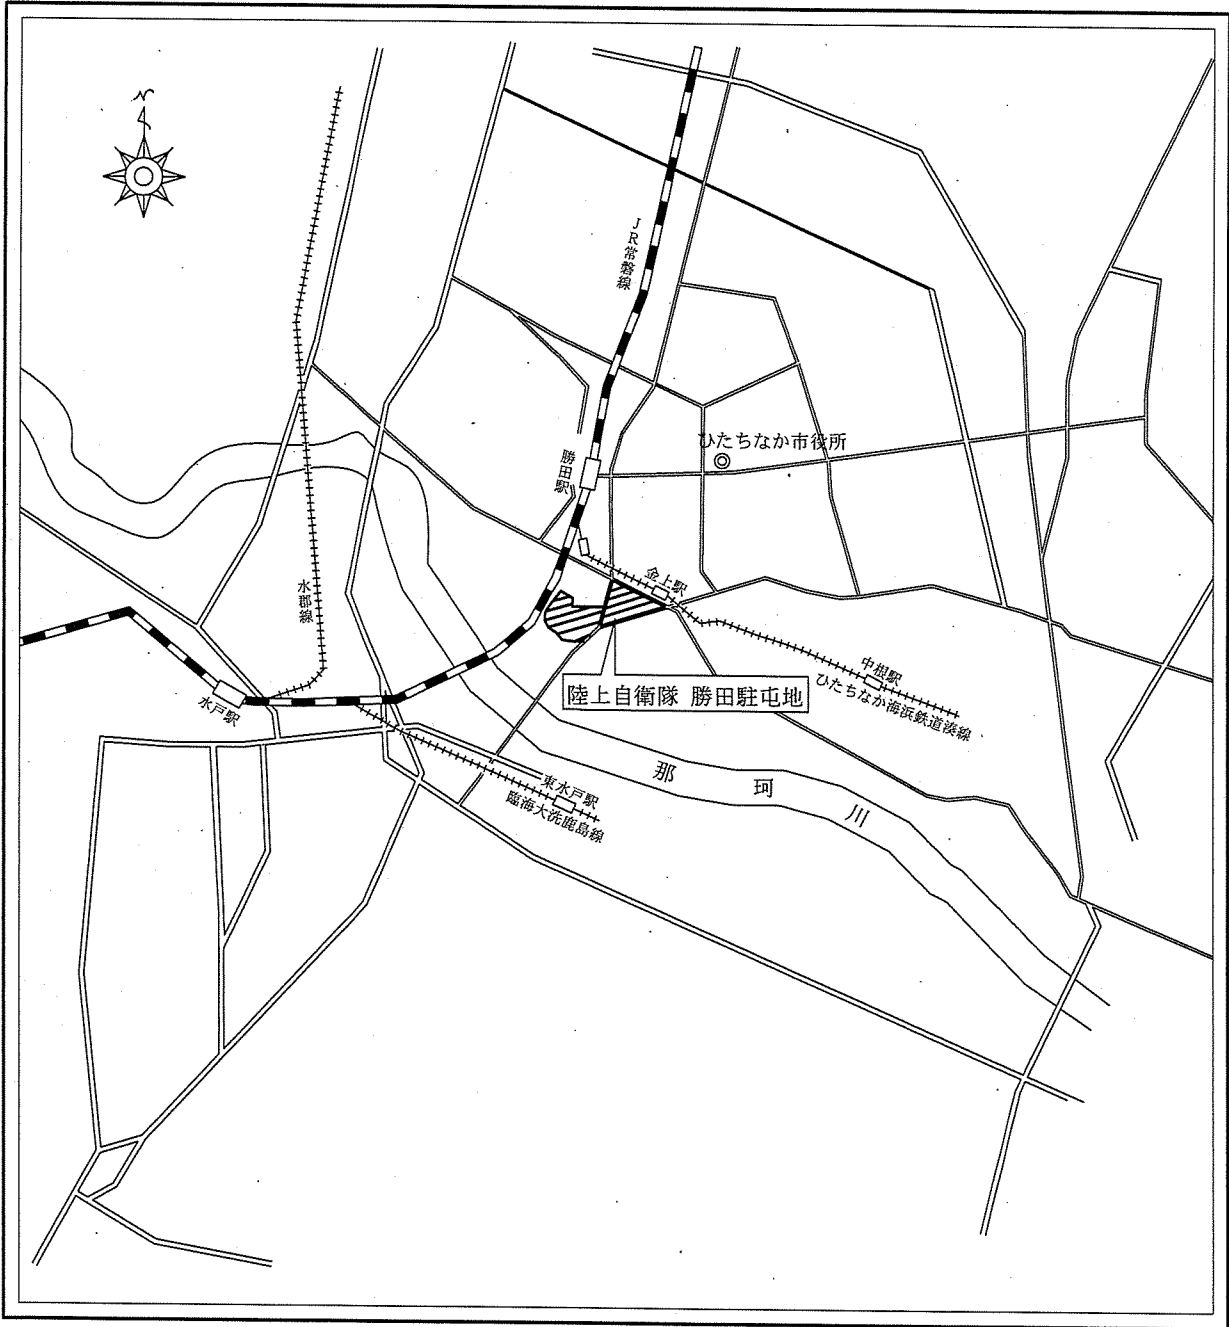 JR常磐線
ひたちなか市役所
勝田駅
金上駅
水郡線
中根駅
ひたちなか海浜鉄道湊線
陸上自衛隊 勝田駐屯地
水戸駅
那珂川
東水戸駅
臨海大洗鹿島線